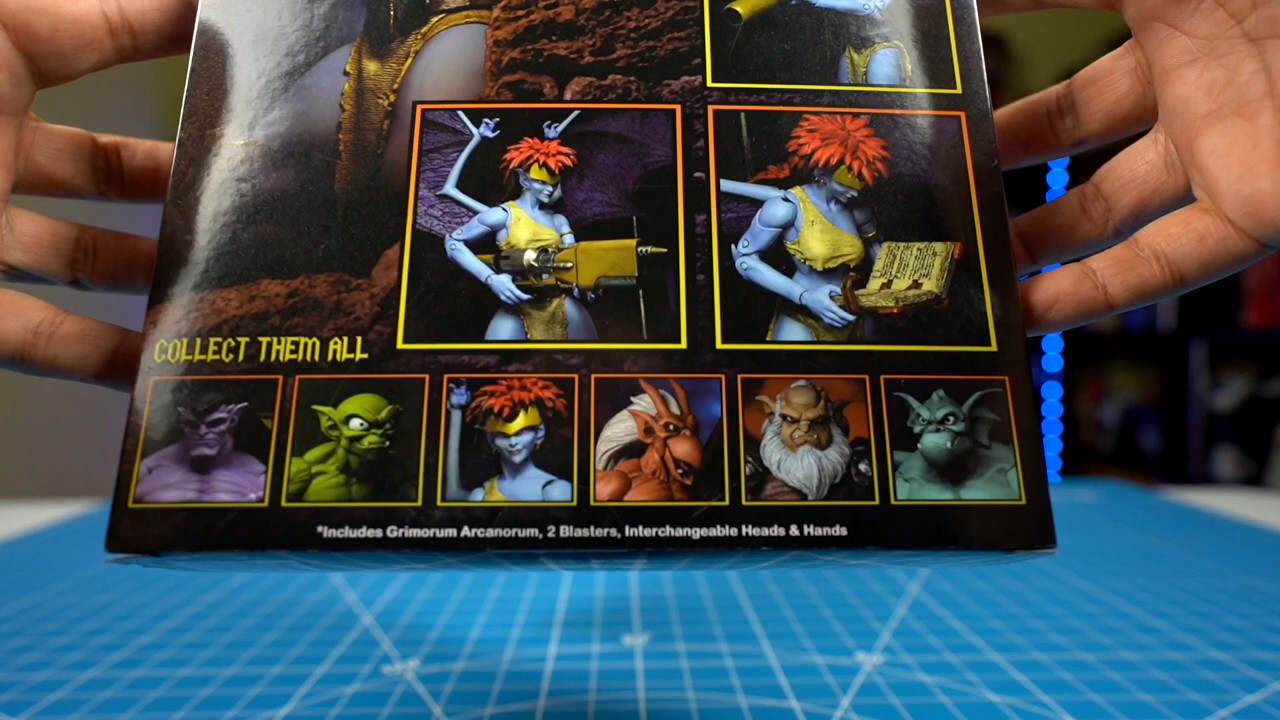 COLLECT THEM ALL
*Includes Grimorum Arcanorum, 2 Blasters, Interchangeable Heads & Hands